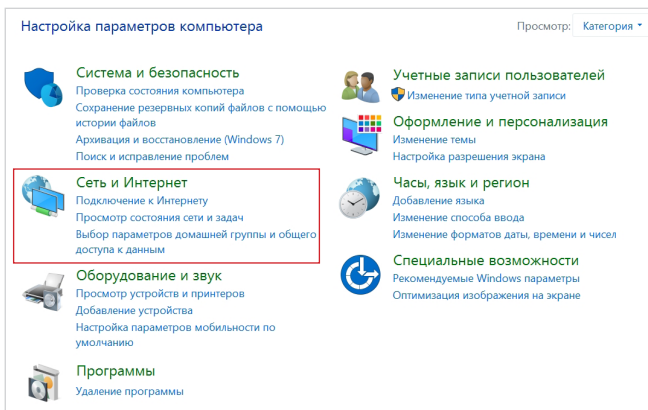 Настройка параметров компьютера
Просмотр: Категория
Система и безопасность
Проверка состояния компьютера
Сохранение резервных копий файлов с помощью
истории файлов
Архивация и восстановление (Windows 7)
Поиск и исправление проблем
Сеть и Интернет
Подключение к Интернету
Просмотр состояния сети и задач
Выбор параметров домашней группы и общего
доступа к данным
Оборудование и звук
Просмотр устройств и принтеров
Добавление устройства
Настройка параметров мобильности по
умолчанию
Программы
Удаление программы
Учетные записи пользователей
Изменение типа учетной записи
Оформление и персонализация
Изменение темы
Настройка разрешения экрана
Часы, язык и регион
Добавление языка
Изменение способа ввода
Изменение форматов даты, времени и чисел
Специальные возможности
Рекомендуемые Windows параметры
Оптимизация изображения на экране